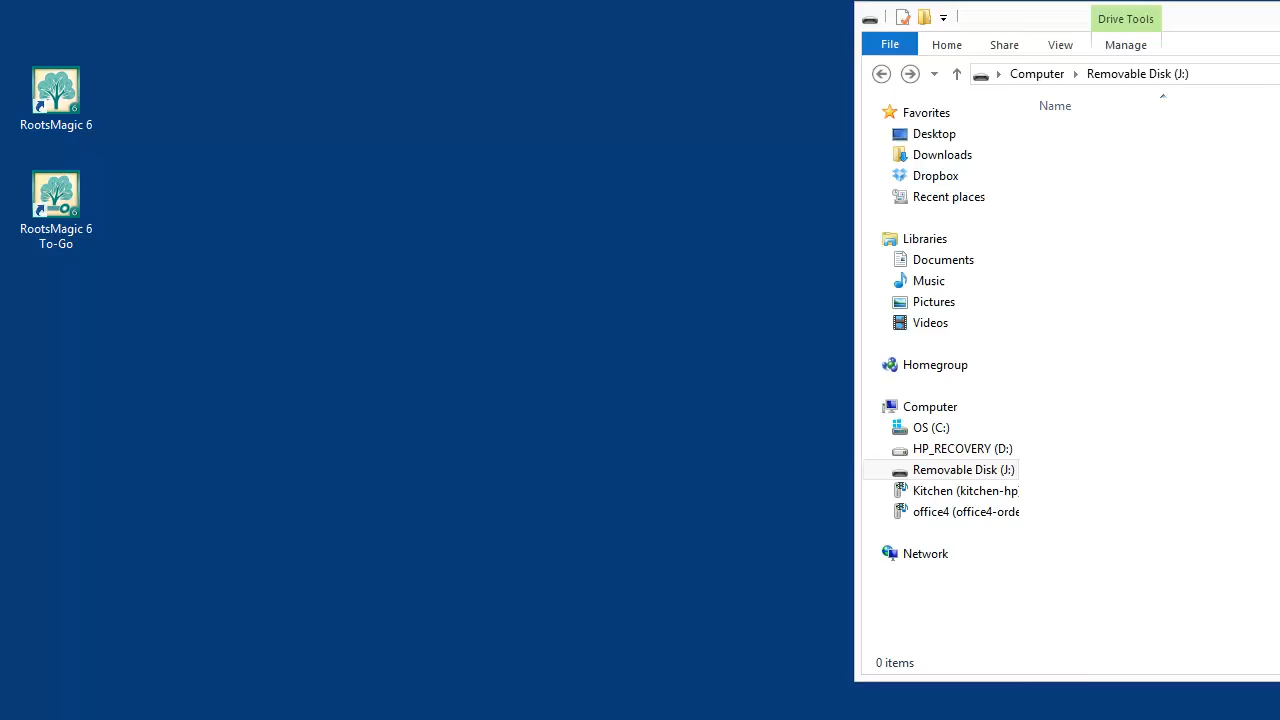 RootsMagic 6
RootsMagic 6
To-Go
Drive Tools
File
Home
Share
View
Manage
Computer
Removable Disk (J:)
Name
Favorites
Desktop
Downloads
Dropbox
Recent places
Libraries
Documents
Music
Pictures
Videos
Homegroup
Computer
OS (C:)
HP_RECOVERY (D:)
Removable Disk (J:)
Kitchen (kitchen-hp)
office4 (office4-orde
Network
0 items